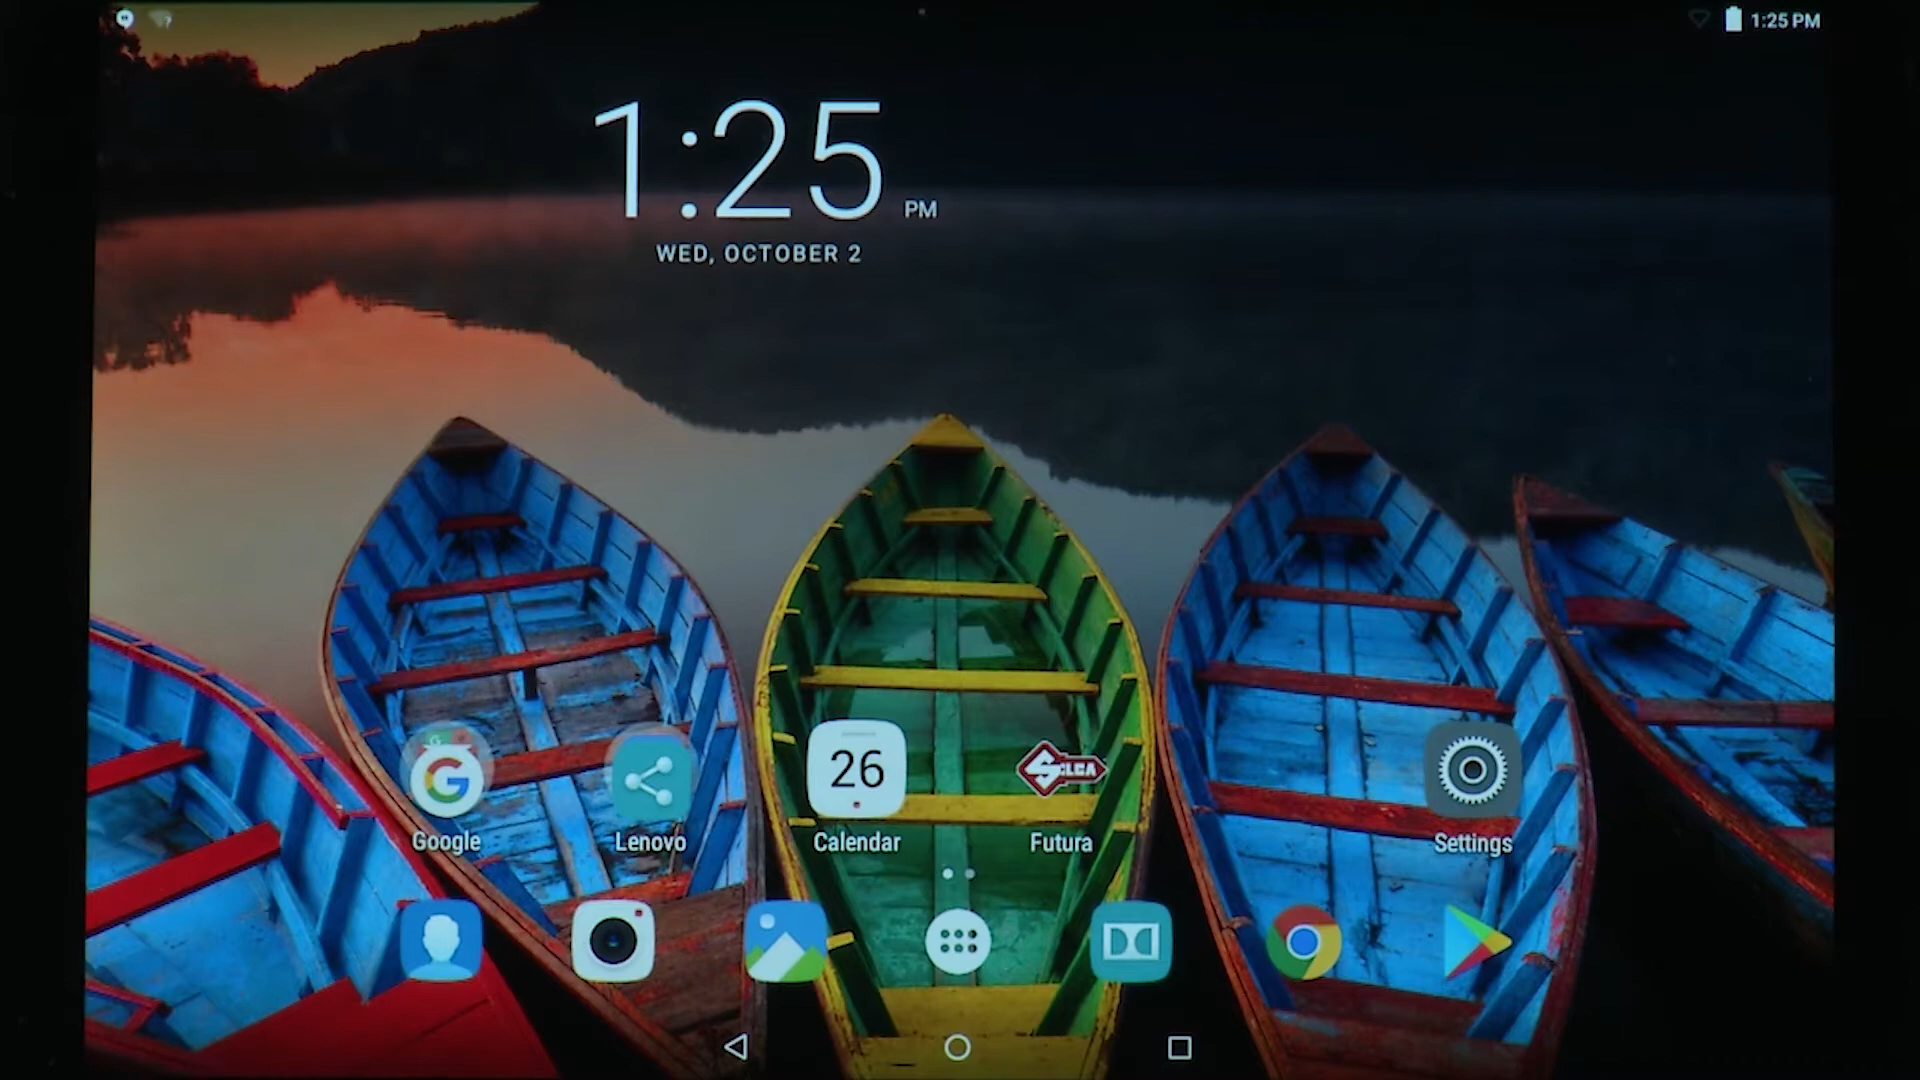 1:25 PM
1:25 PM
WED, OCTOBER 2
26
SILCA
Google
Lenovo
Calendar
Futura
Settings